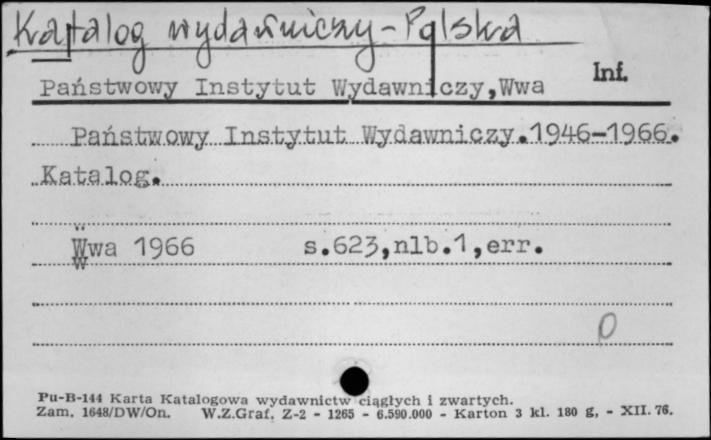 Katalog wydawniczy - Polska
Państwowy Instytut Wydawniczy,Wwa Inf.
Państwowy Instytut Wydawniczy.1946-1966.
Katalog.
Wwa 1966 s.623,nlb.1,err.
0
Pu-B-144 Karta Katalogowa wydawnictw ciągłych i zwartych.
Zam. 1648/DW/On. W.Z.Graf. Z-2 - 1265 - 6.590.000 - Karton 3 kl. 180 g, - XII. 76.